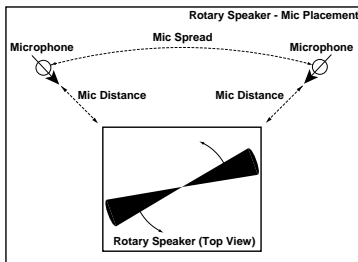 Rotary Speaker - Mic Placement
Microphone
Mic Spread
Microphone
Mic Distance
Mic Distance
Rotary Speaker (Top View)